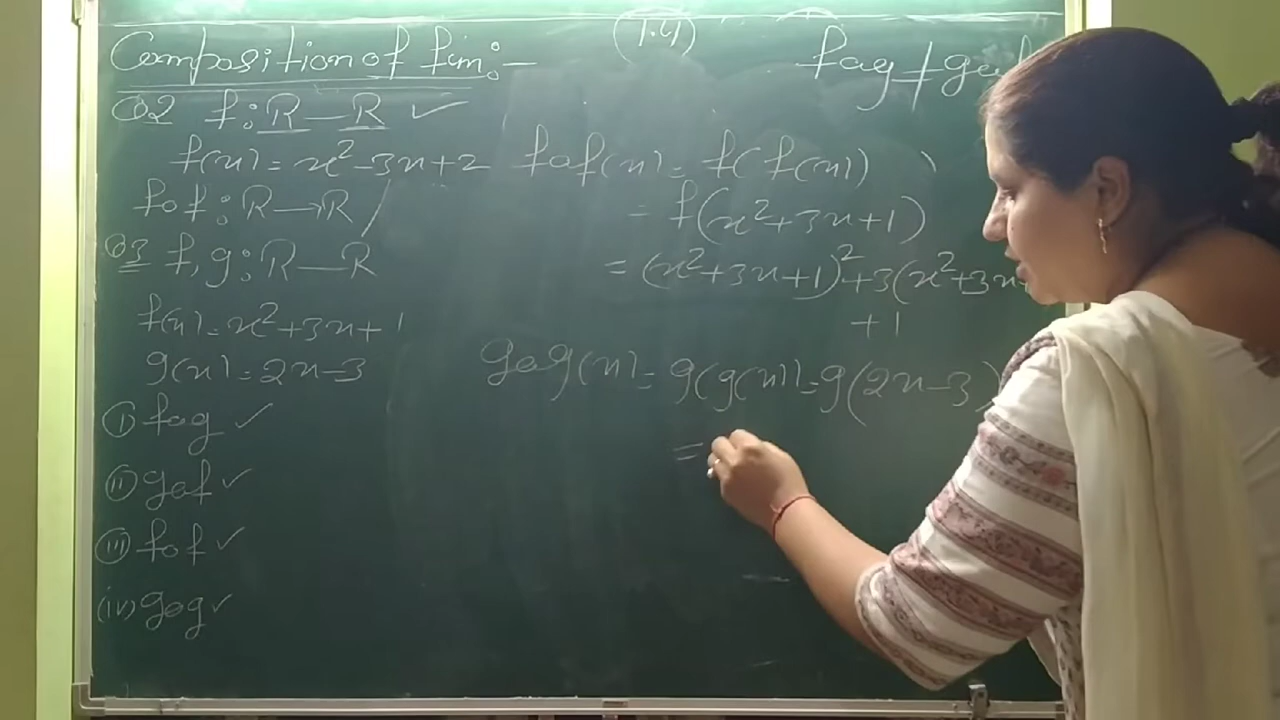 Composition of fun:-
(1.4)
fog ≠ gof
Q2 f: R — R ✓
f(x) = x² - 3x + 2
fof: R → R
Q3 f, g: R — R
f(x) = x² + 3x + 1
g(x) = 2x - 3
(i) fog ✓
(ii) gof ✓
(iii) fof ✓
(iv) gog ✓
fof(x) = f(f(x))
= f(x² + 3x + 1)
= (x² + 3x + 1)² + 3(x² + 3x
+ 1
gog(x) = g(g(x)) = g(2x - 3)
=